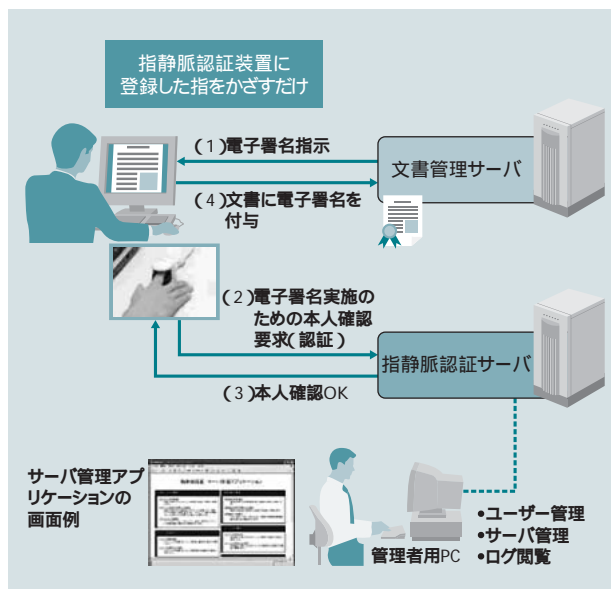 指静脈認証装置に
登録した指をかざすだけ
(1)電子署名指示
文書管理サーバ
(4)文書に電子署名を
付与
(2)電子署名実施の
ための本人確認
要求(認証)
指静脈認証サーバ
(3)本人確認OK
サーバ管理アプ
リケーションの
画面例
管理者用PC
•ユーザー管理
•サーバ管理
•ログ閲覧